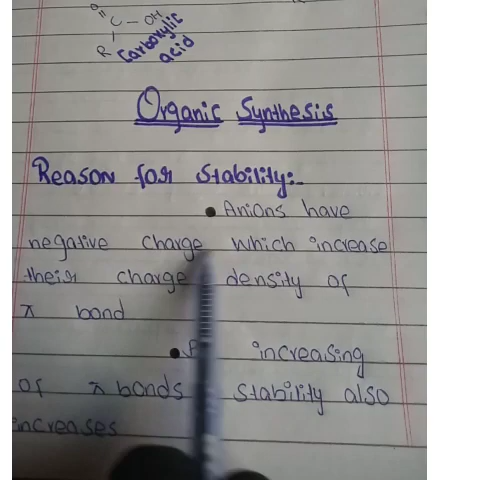 O
C - OH
R
Carboxylic
acid
Organic Synthesis
Reason for Stability:-
• Anions have
negative charge which increase
their charge density of
π bond
• increasing
of π bonds stability also
increases